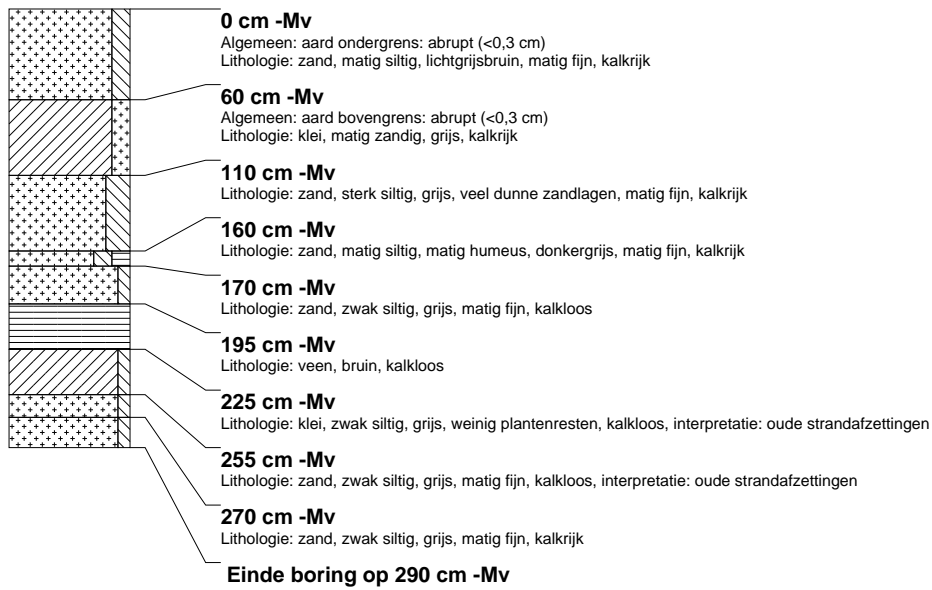 0 cm -Mv
Algemeen: aard ondergrens: abrupt (<0,3 cm)
Lithologie: zand, matig siltig, lichtgrijsbruin, matig fijn, kalkrijk
60 cm -Mv
Algemeen: aard bovengrens: abrupt (<0,3 cm)
Lithologie: klei, matig zandig, grijs, kalkrijk
110 cm -Mv
Lithologie: zand, sterk siltig, grijs, veel dunne zandlagen, matig fijn, kalkrijk
160 cm -Mv
Lithologie: zand, matig siltig, matig humeus, donkergrijs, matig fijn, kalkrijk
170 cm -Mv
Lithologie: zand, zwak siltig, grijs, matig fijn, kalkloos
195 cm -Mv
Lithologie: veen, bruin, kalkloos
225 cm -Mv
Lithologie: klei, zwak siltig, grijs, weinig plantenresten, kalkloos, interpretatie: oude strandafzettingen
255 cm -Mv
Lithologie: zand, zwak siltig, grijs, matig fijn, kalkloos, interpretatie: oude strandafzettingen
270 cm -Mv
Lithologie: zand, zwak siltig, grijs, matig fijn, kalkrijk
Einde boring op 290 cm -Mv